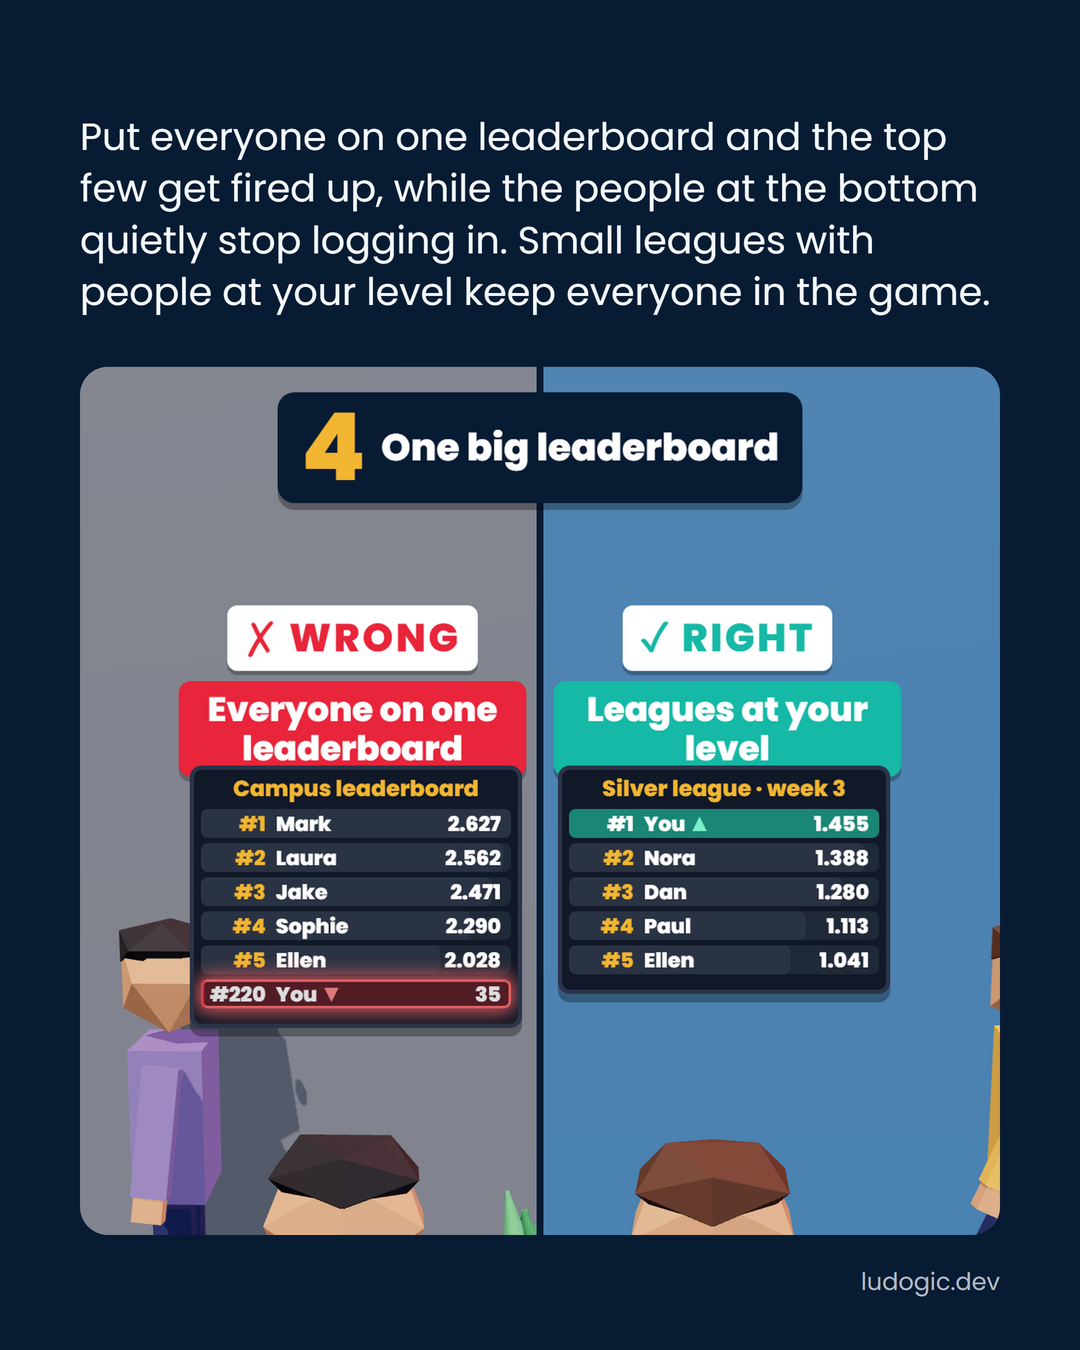 Put everyone on one leaderboard and the top
few get fired up, while the people at the bottom
quietly stop logging in. Small leagues with
people at your level keep everyone in the game.
4 One big leaderboard
✗ WRONG
Everyone on one
leaderboard
Campus leaderboard
#1 Mark 2.627
#2 Laura 2.562
#3 Jake 2.471
#4 Sophie 2.290
#5 Ellen 2.028
#220 You ▼ 35
✓ RIGHT
Leagues at your
level
Silver league · week 3
#1 You ▲ 1.455
#2 Nora 1.388
#3 Dan 1.280
#4 Paul 1.113
#5 Ellen 1.041
ludogic.dev